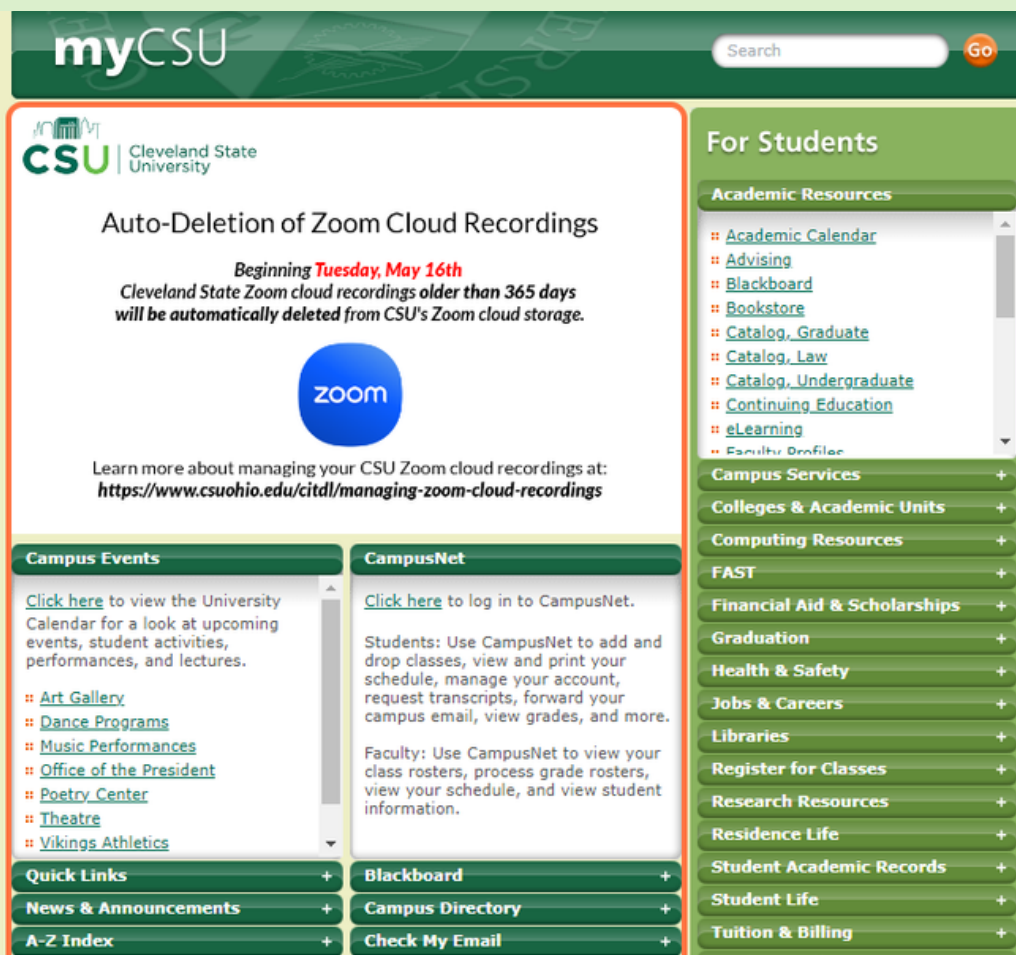 myCSU
Search
Go
CSU
Cleveland State
University
Auto-Deletion of Zoom Cloud Recordings
Beginning Tuesday, May 16th
Cleveland State Zoom cloud recordings older than 365 days
will be automatically deleted from CSU's Zoom cloud storage.
zoom
Learn more about managing your CSU Zoom cloud recordings at:
https://www.csuohio.edu/citdl/managing-zoom-cloud-recordings
Campus Events
Click here to view the University
Calendar for a look at upcoming
events, student activities,
performances, and lectures.
Art Gallery
Dance Programs
Music Performances
Office of the President
Poetry Center
Theatre
Vikings Athletics
Quick Links +
News & Announcements +
A-Z Index +
CampusNet
Click here to log in to CampusNet.
Students: Use CampusNet to add and
drop classes, view and print your
schedule, manage your account,
request transcripts, forward your
campus email, view grades, and more.
Faculty: Use CampusNet to view your
class rosters, process grade rosters,
view your schedule, and view student
information.
Blackboard +
Campus Directory +
Check My Email +
For Students
Academic Resources
Academic Calendar
Advising
Blackboard
Bookstore
Catalog, Graduate
Catalog, Law
Catalog, Undergraduate
Continuing Education
eLearning
Faculty Profiles
Campus Services +
Colleges & Academic Units +
Computing Resources +
FAST +
Financial Aid & Scholarships +
Graduation +
Health & Safety +
Jobs & Careers +
Libraries +
Register for Classes +
Research Resources +
Residence Life +
Student Academic Records +
Student Life +
Tuition & Billing +